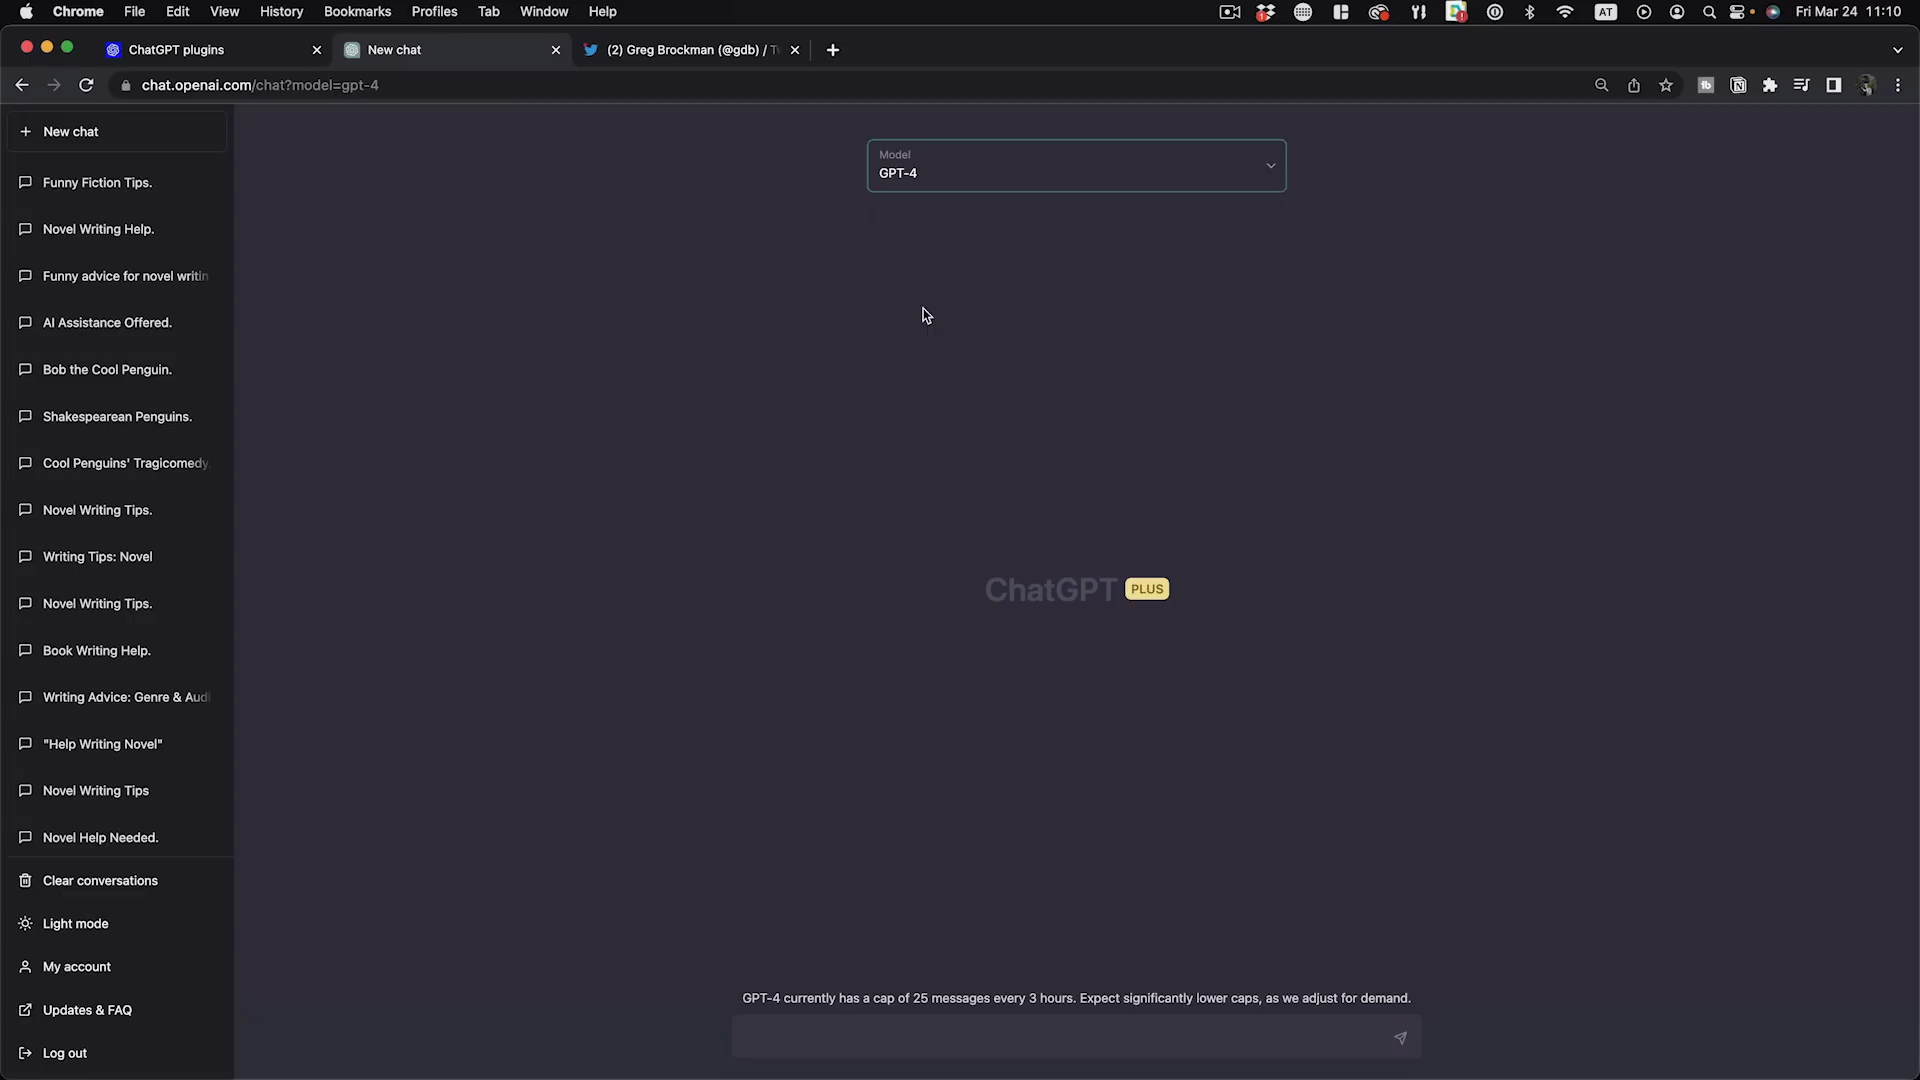 Chrome File Edit View History Bookmarks Profiles Tab Window Help
AT
Fri Mar 24 11:10
ChatGPT plugins
New chat
(2) Greg Brockman (@gdb) /
chat.openai.com/chat?model=gpt-4
New chat
Funny Fiction Tips.
Novel Writing Help.
Funny advice for novel writin
AI Assistance Offered.
Bob the Cool Penguin.
Shakespearean Penguins.
Cool Penguins' Tragicomedy.
Novel Writing Tips.
Writing Tips: Novel
Novel Writing Tips.
Book Writing Help.
Writing Advice: Genre & Audi
"Help Writing Novel"
Novel Writing Tips
Novel Help Needed.
Clear conversations
Light mode
My account
Updates & FAQ
Log out
Model
GPT-4
ChatGPT PLUS
GPT-4 currently has a cap of 25 messages every 3 hours. Expect significantly lower caps, as we adjust for demand.